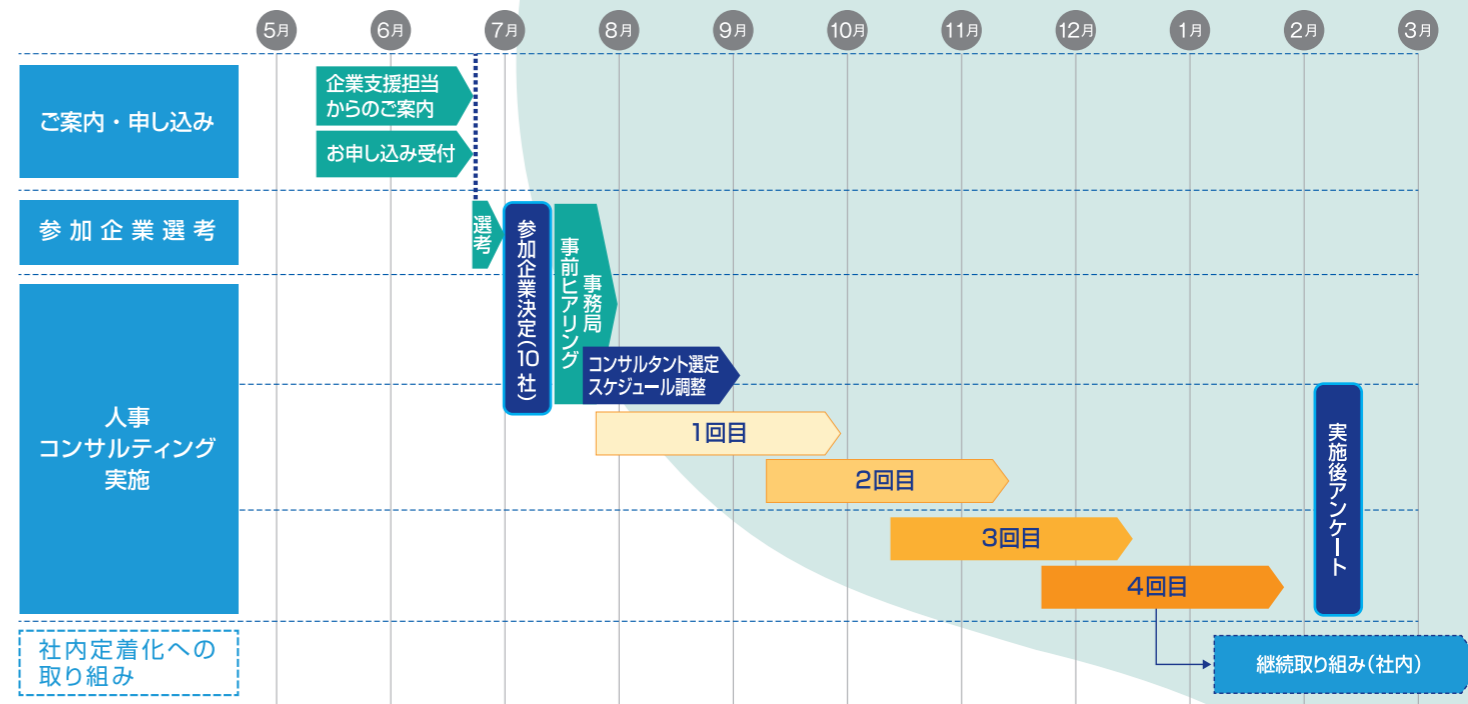 5月 6月 7月 8月 9月 10月 11月 12月 1月 2月 3月
ご案内・申し込み
企業支援担当
からのご案内
お申し込み受付
参加企業選考
選考
参加企業決定(10社)
事務局
事前ヒアリング
人事
コンサルティング
実施
コンサルタント選定
スケジュール調整
1回目
2回目
3回目
4回目
実施後アンケート
社内定着化への
取り組み
継続取り組み(社内)